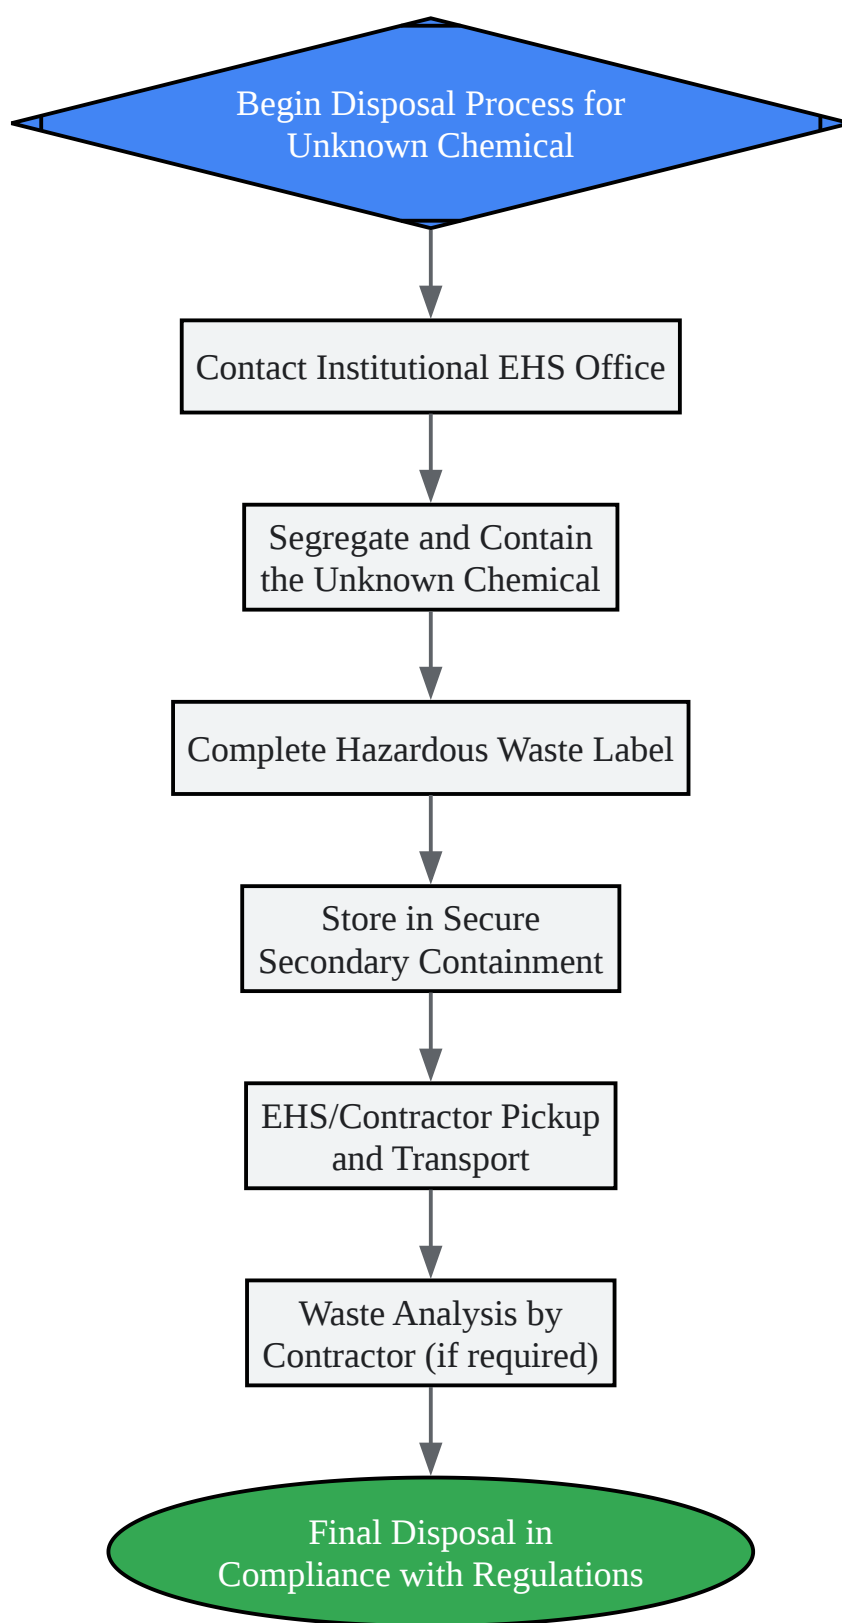 Begin Disposal Process for
Unknown Chemical
Contact Institutional EHS Office
Segregate and Contain
the Unknown Chemical
Complete Hazardous Waste Label
Store in Secure
Secondary Containment
EHS/Contractor Pickup
and Transport
Waste Analysis by
Contractor (if required)
Final Disposal in
Compliance with Regulations